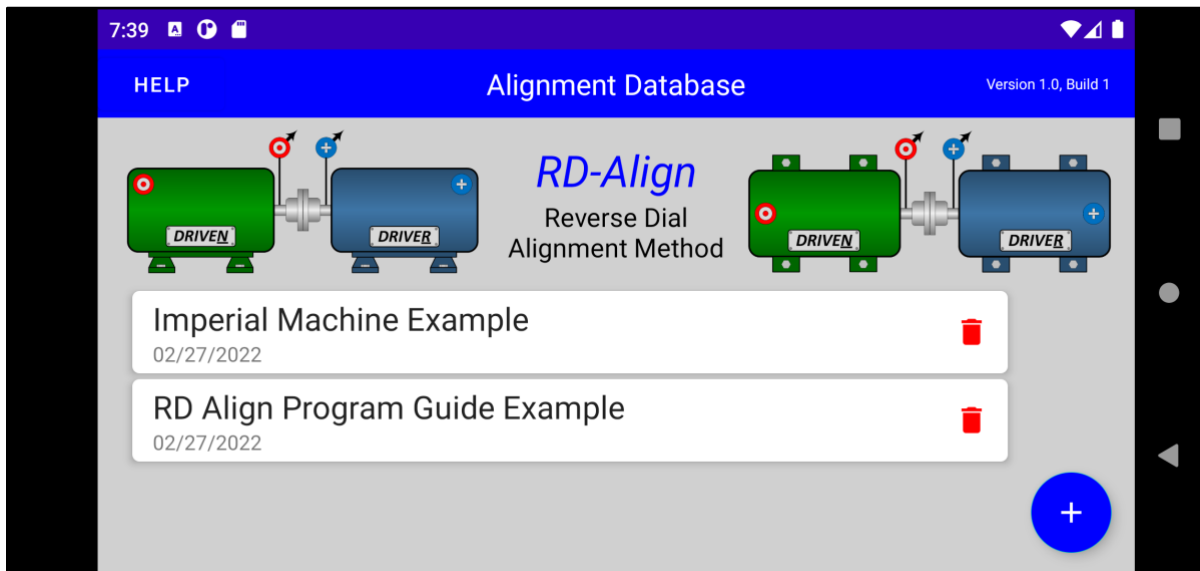 7:39
HELP
Alignment Database
Version 1.0, Build 1
DRIVEN
DRIVER
RD-Align
Reverse Dial
Alignment Method
DRIVEN
DRIVER
Imperial Machine Example
02/27/2022
RD Align Program Guide Example
02/27/2022
+